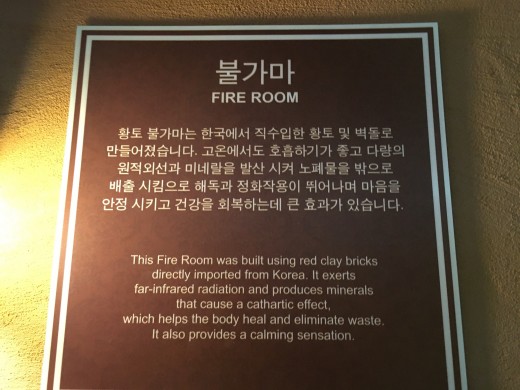 불가마
FIRE ROOM
황토 불가마는 한국에서 직수입한 황토 및 벽돌로
만들어졌습니다. 고온에서도 호흡하기가 좋고 다량의
원적외선과 미네랄을 발산 시켜 노폐물을 밖으로
배출 시킴으로 해독과 정화작용이 뛰어나며 마음을
안정 시키고 건강을 회복하는데 큰 효과가 있습니다.
This Fire Room was built using red clay bricks
directly imported from Korea. It exerts
far-infrared radiation and produces minerals
that cause a cathartic effect,
which helps the body heal and eliminate waste.
It also provides a calming sensation.